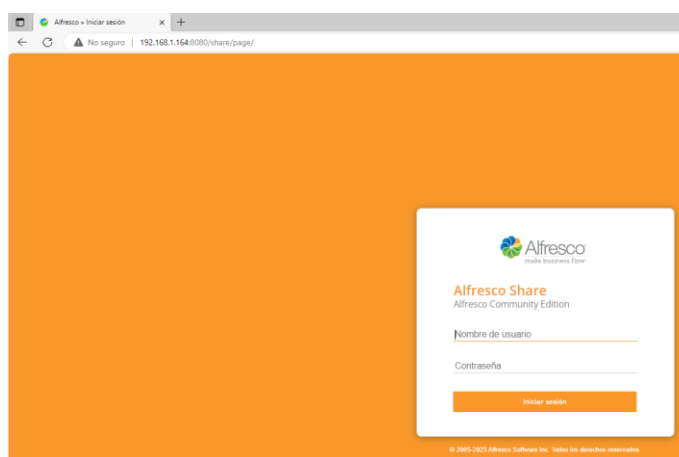 Alfresco » Iniciar sesión
No seguro | 192.168.1.164:8080/share/page/
Alfresco
make business flow
Alfresco Share
Alfresco Community Edition
Nombre de usuario
Contraseña
Iniciar sesión
© 2005-2023 Alfresco Software Inc. Todos los derechos reservados.